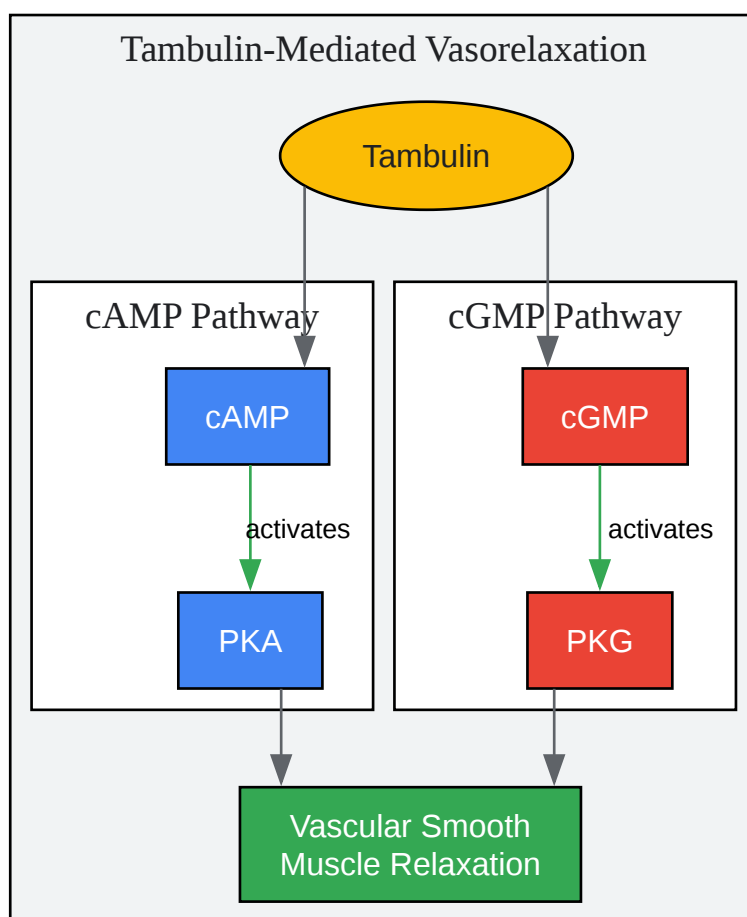 Tambulin-Mediated Vasorelaxation
Tambulin
cAMP Pathway
cGMP Pathway
cAMP
cGMP
activates
activates
PKA
PKG
Vascular Smooth
Muscle Relaxation